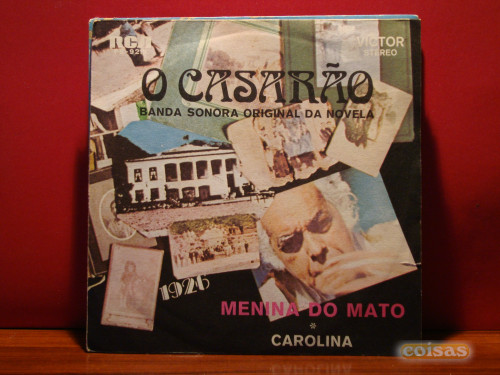 RCA
VICTOR
STEREO
O CASARÃO
BANDA SONORA ORIGINAL DA NOVELA
1926
MENINA DO MATO
*
CAROLINA
coisas